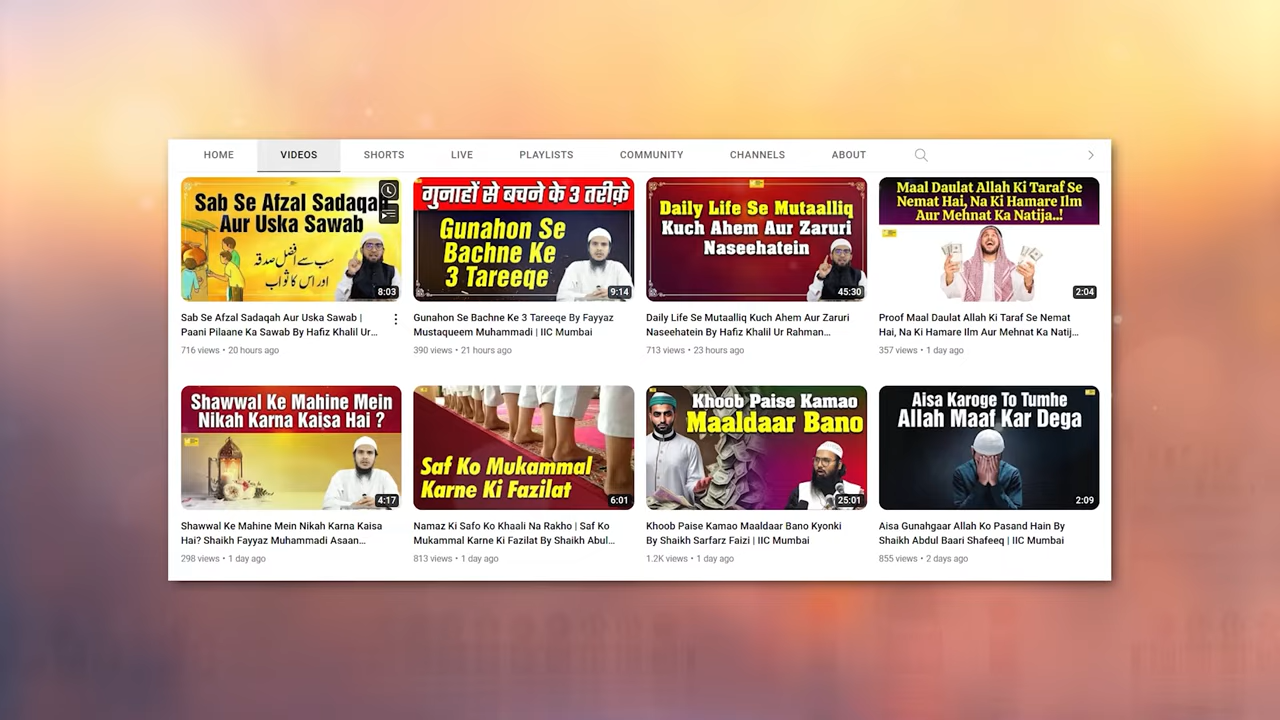 HOME
VIDEOS
SHORTS
LIVE
PLAYLISTS
COMMUNITY
CHANNELS
ABOUT
Sab Se Afzal Sadaqah
Aur Uska Sawab
سب سے افضل صدقہ
اور اس کا ثواب
8:03
Sab Se Afzal Sadaqah Aur Uska Sawab |
Paani Pilaane Ka Sawab By Hafiz Khalil Ur...
716 views • 20 hours ago
गुनाहों से बचने के 3 तरीक़े
Gunahon Se
Bachne Ke
3 Tareeqe
9:14
Gunahon Se Bachne Ke 3 Tareeqe By Fayyaz
Mustaqueem Muhammadi | IIC Mumbai
390 views • 21 hours ago
Daily Life Se Mutaalliq
Kuch Ahem Aur Zaruri
Naseehatein
45:30
Daily Life Se Mutaalliq Kuch Ahem Aur Zaruri
Naseehatein By Hafiz Khalil Ur Rahman...
713 views • 23 hours ago
Maal Daulat Allah Ki Taraf Se
Nemat Hai, Na Ki Hamare Ilm
Aur Mehnat Ka Natija..!
2:04
Proof Maal Daulat Allah Ki Taraf Se Nemat
Hai, Na Ki Hamare Ilm Aur Mehnat Ka Natij...
357 views • 1 day ago
Shawwal Ke Mahine Mein
Nikah Karna Kaisa Hai ?
4:17
Shawwal Ke Mahine Mein Nikah Karna Kaisa
Hai? Shaikh Fayyaz Muhammadi Asaan...
298 views • 1 day ago
Saf Ko Mukammal
Karne Ki Fazilat
6:01
Namaz Ki Safo Ko Khaali Na Rakho | Saf Ko
Mukammal Karne Ki Fazilat By Shaikh Abul...
813 views • 1 day ago
Khoob Paise Kamao
Maaldaar Bano
25:01
Khoob Paise Kamao Maaldaar Bano Kyonki
By Shaikh Sarfarz Faizi | IIC Mumbai
1.2K views • 1 day ago
Aisa Karoge To Tumhe
Allah Maaf Kar Dega
2:09
Aisa Gunahgaar Allah Ko Pasand Hain By
Shaikh Abdul Baari Shafeeq | IIC Mumbai
855 views • 2 days ago